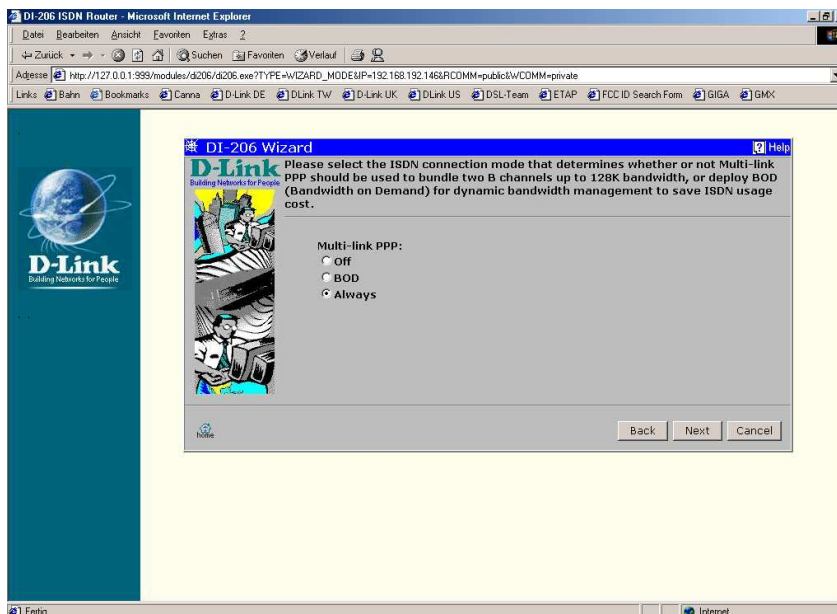 DI-206 ISDN Router - Microsoft Internet Explorer
Datei Bearbeiten Ansicht Favoriten Extras ?
Zurück Suchen Favoriten Verlauf
Adresse http://127.0.0.1:999/modules/di206/di206.exe?TYPE=WIZARD_MODE&IP=192.168.192.146&RCOMM=public&WCOMM=private
Links Bahn Bookmarks Canna D-Link DE DLink TW D-Link UK DLink US DSL-Team ETAP FCC ID Search Form GIGA GMX
DI-206 Wizard
? Help
D-Link
Building Networks for People
Please select the ISDN connection mode that determines whether or not Multi-link
PPP should be used to bundle two B channels up to 128K bandwidth, or deploy BOD
(Bandwidth on Demand) for dynamic bandwidth management to save ISDN usage
cost.
D-Link
Building Networks for People
Multi-link PPP:
Off
BOD
Always
home
Back Next Cancel
Fertig
Internet